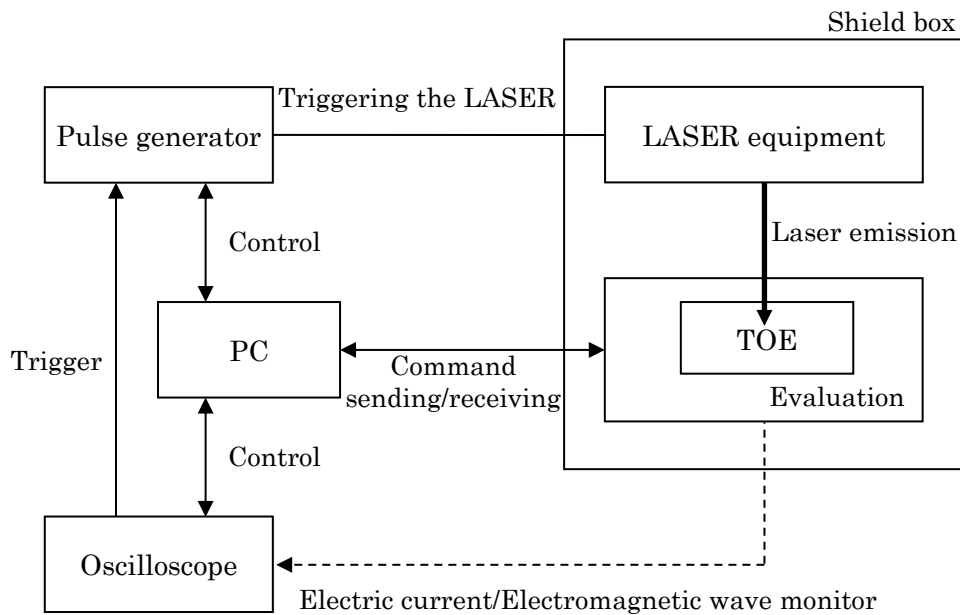 Shield box
Triggering the LASER
Pulse generator
LASER equipment
Laser emission
Control
Trigger
PC
TOE
Command
sending/receiving
Evaluation
Control
Oscilloscope
Electric current/Electromagnetic wave monitor